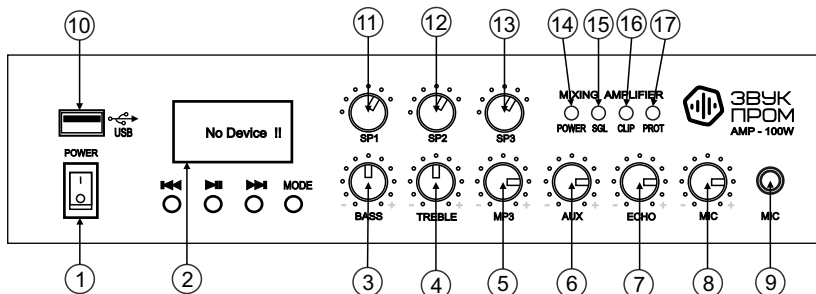 10 11 12 13 14 15 16 17
USB
POWER
No Device II
MODE
SP1 SP2 SP3
MIXING AMPLIFIER
POWER SGL CLIP PROT
ЗВУК
ПРОМ
AMP - 100W
- + - + - + - + - + - +
BASS TREBLE MP3 AUX ECHO MIC MIC
1 2 3 4 5 6 7 8 9